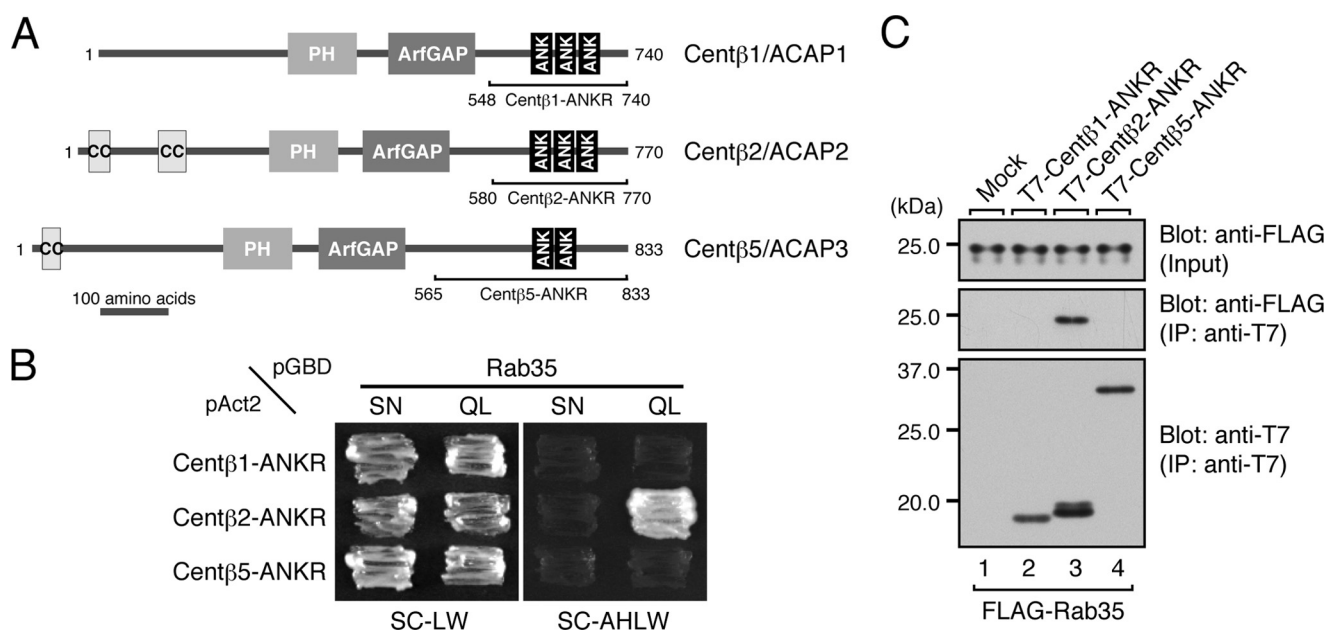 A
1 PH ArfGAP ANK ANK ANK 740 Centβ1/ACAP1
548 Centβ1-ANKR 740
1 CC CC PH ArfGAP ANK ANK ANK 770 Centβ2/ACAP2
580 Centβ2-ANKR 770
1 CC PH ArfGAP ANK ANK 833 Centβ5/ACAP3
565 Centβ5-ANKR 833
100 amino acids
B
pGBD
pAct2
Rab35
SN QL SN QL
Centβ1-ANKR
Centβ2-ANKR
Centβ5-ANKR
SC-LW SC-AHLW
C
Mock
T7-Centβ1-ANKR
T7-Centβ2-ANKR
T7-Centβ5-ANKR
(kDa)
25.0
Blot: anti-FLAG
(Input)
25.0
Blot: anti-FLAG
(IP: anti-T7)
37.0
25.0
20.0
Blot: anti-T7
(IP: anti-T7)
1 2 3 4
FLAG-Rab35